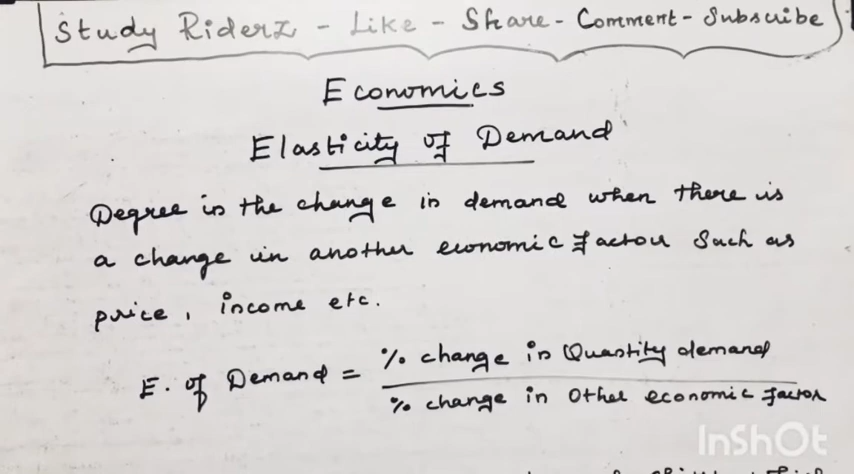 Study Riderz - Like - Share - Comment - Subscribe
Economics
Elasticity of Demand
Degree in the change in demand when there is
a change in another economic factor such as
price, income etc.
E. of Demand = % change in Quantity demand
% change in Other economic factor
InShOt